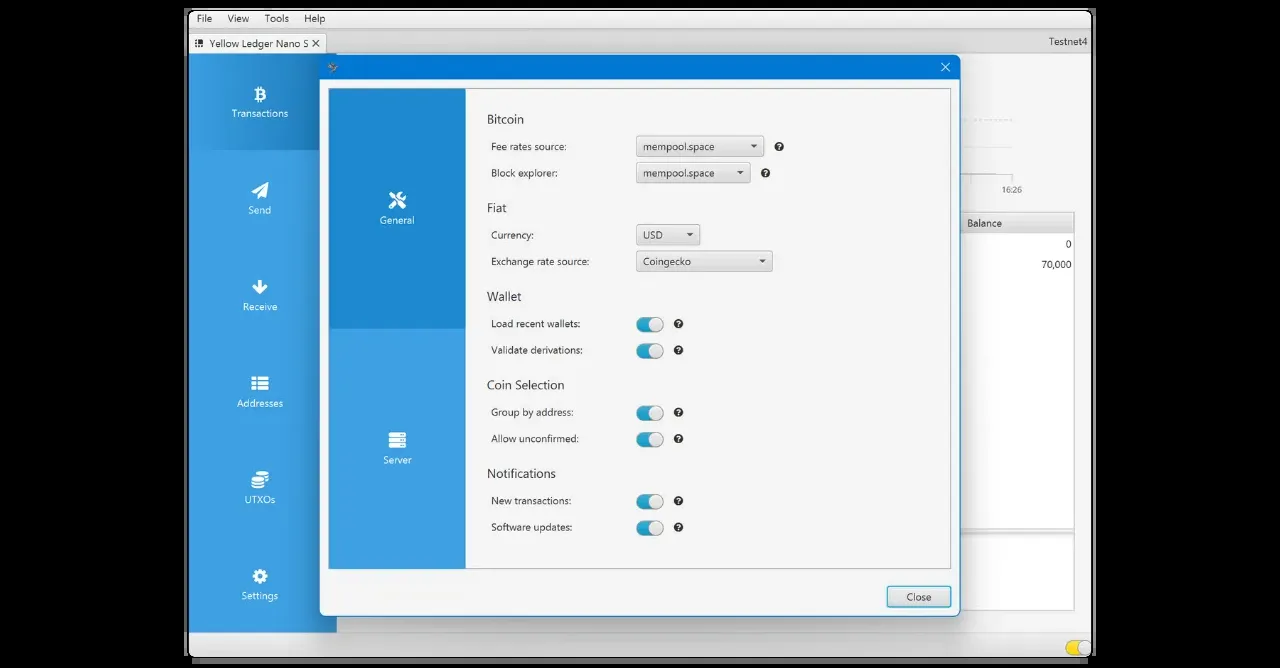 File View Tools Help
Yellow Ledger Nano S
Testnet4
Transactions
Send
Receive
Addresses
UTXOs
Settings
General
Server
Bitcoin
Fee rates source: mempool.space
Block explorer: mempool.space
Fiat
Currency: USD
Exchange rate source: Coingecko
Wallet
Load recent wallets:
Validate derivations:
Coin Selection
Group by address:
Allow unconfirmed:
Notifications
New transactions:
Software updates:
Close
16:26
Balance
0
70,000